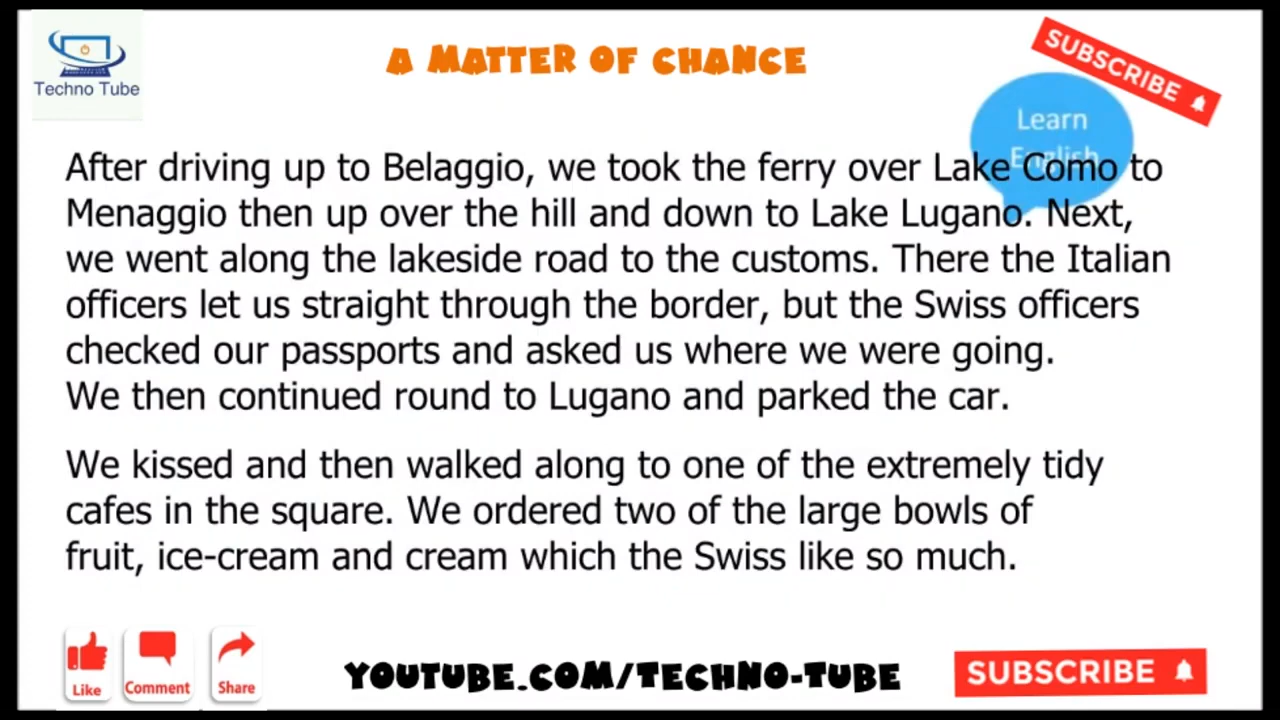 Techno Tube
A MATTER OF CHANCE
SUBSCRIBE
Learn
English
After driving up to Belaggio, we took the ferry over Lake Como to
Menaggio then up over the hill and down to Lake Lugano. Next,
we went along the lakeside road to the customs. There the Italian
officers let us straight through the border, but the Swiss officers
checked our passports and asked us where we were going.
We then continued round to Lugano and parked the car.
We kissed and then walked along to one of the extremely tidy
cafes in the square. We ordered two of the large bowls of
fruit, ice-cream and cream which the Swiss like so much.
Like
Comment
Share
YOUTUBE.COM/TECHNO-TUBE
SUBSCRIBE